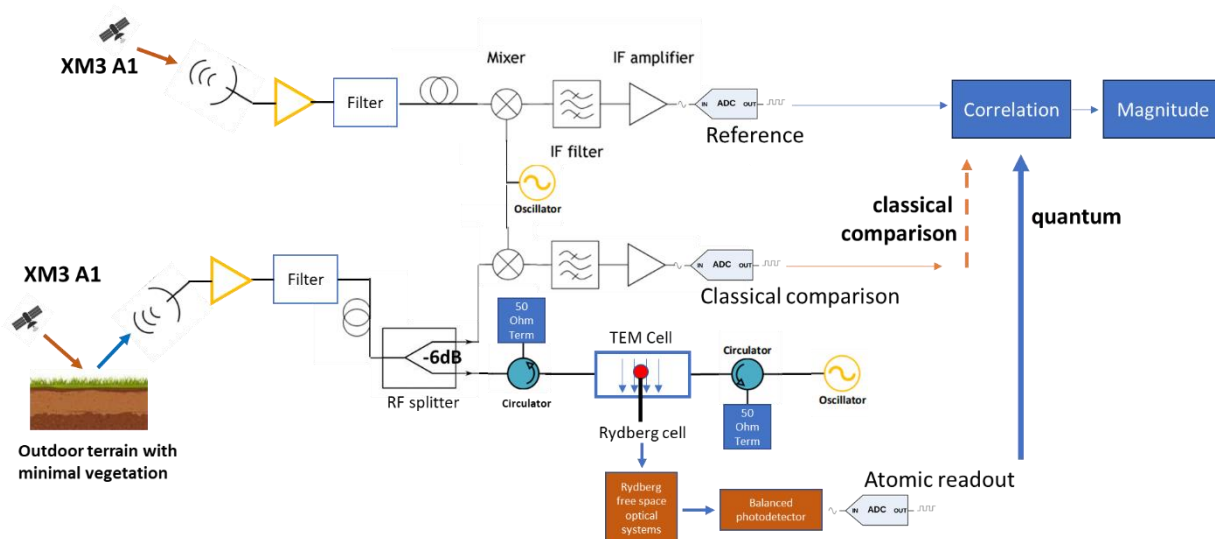 XM3 A1
Filter
Mixer
IF filter
IF amplifier
IN ADC OUT
Reference
Correlation
Magnitude
Oscillator
classical
comparison
quantum
XM3 A1
Filter
IN ADC OUT
Classical comparison
-6dB
RF splitter
50
Ohm
Term
Circulator
TEM Cell
Rydberg cell
Circulator
50
Ohm
Term
Oscillator
Outdoor terrain with
minimal vegetation
Rydberg
free space
optical
systems
Balanced
photodetector
Atomic readout
IN ADC OUT